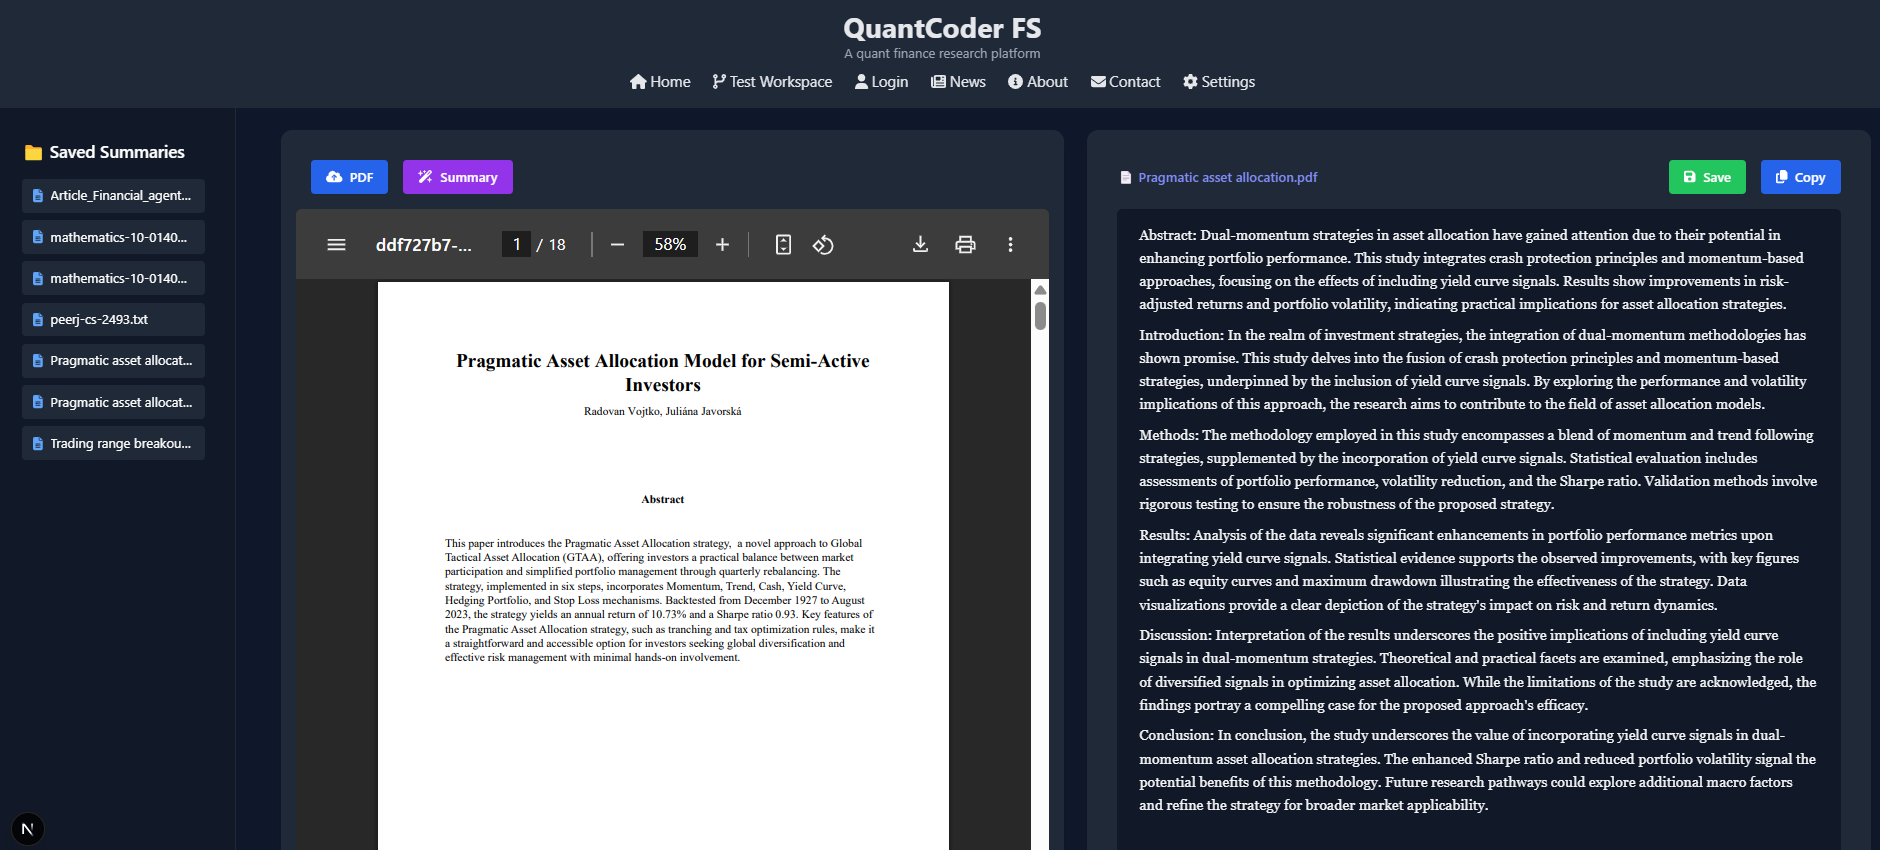 QuantCoder FS
A quant finance research platform
Home Test Workspace Login News About Contact Settings
Saved Summaries
Article_Financial_agent...
mathematics-10-0140...
mathematics-10-0140...
peerj-cs-2493.txt
Pragmatic asset allocat...
Pragmatic asset allocat...
Trading range breakou...
PDF Summary
ddf727b7-... 1 / 18 58%
Pragmatic Asset Allocation Model for Semi-Active
Investors
Radovan Vojtko, Juliána Javorská
Abstract
This paper introduces the Pragmatic Asset Allocation strategy, a novel approach to Global
Tactical Asset Allocation (GTAA), offering investors a practical balance between market
participation and simplified portfolio management through quarterly rebalancing. The
strategy, implemented in six steps, incorporates Momentum, Trend, Cash, Yield Curve,
Hedging Portfolio, and Stop Loss mechanisms. Backtested from December 1927 to August
2023, the strategy yields an annual return of 10.73% and a Sharpe ratio 0.93. Key features of
the Pragmatic Asset Allocation strategy, such as tranching and tax optimization rules, make it
a straightforward and accessible option for investors seeking global diversification and
effective risk management with minimal hands-on involvement.
Pragmatic asset allocation.pdf
Save Copy
Abstract: Dual-momentum strategies in asset allocation have gained attention due to their potential in
enhancing portfolio performance. This study integrates crash protection principles and momentum-based
approaches, focusing on the effects of including yield curve signals. Results show improvements in risk-
adjusted returns and portfolio volatility, indicating practical implications for asset allocation strategies.
Introduction: In the realm of investment strategies, the integration of dual-momentum methodologies has
shown promise. This study delves into the fusion of crash protection principles and momentum-based
strategies, underpinned by the inclusion of yield curve signals. By exploring the performance and volatility
implications of this approach, the research aims to contribute to the field of asset allocation models.
Methods: The methodology employed in this study encompasses a blend of momentum and trend following
strategies, supplemented by the incorporation of yield curve signals. Statistical evaluation includes
assessments of portfolio performance, volatility reduction, and the Sharpe ratio. Validation methods involve
rigorous testing to ensure the robustness of the proposed strategy.
Results: Analysis of the data reveals significant enhancements in portfolio performance metrics upon
integrating yield curve signals. Statistical evidence supports the observed improvements, with key figures
such as equity curves and maximum drawdown illustrating the effectiveness of the strategy. Data
visualizations provide a clear depiction of the strategy's impact on risk and return dynamics.
Discussion: Interpretation of the results underscores the positive implications of including yield curve
signals in dual-momentum strategies. Theoretical and practical facets are examined, emphasizing the role
of diversified signals in optimizing asset allocation. While the limitations of the study are acknowledged, the
findings portray a compelling case for the proposed approach's efficacy.
Conclusion: In conclusion, the study underscores the value of incorporating yield curve signals in dual-
momentum asset allocation strategies. The enhanced Sharpe ratio and reduced portfolio volatility signal the
potential benefits of this methodology. Future research pathways could explore additional macro factors
and refine the strategy for broader market applicability.
N